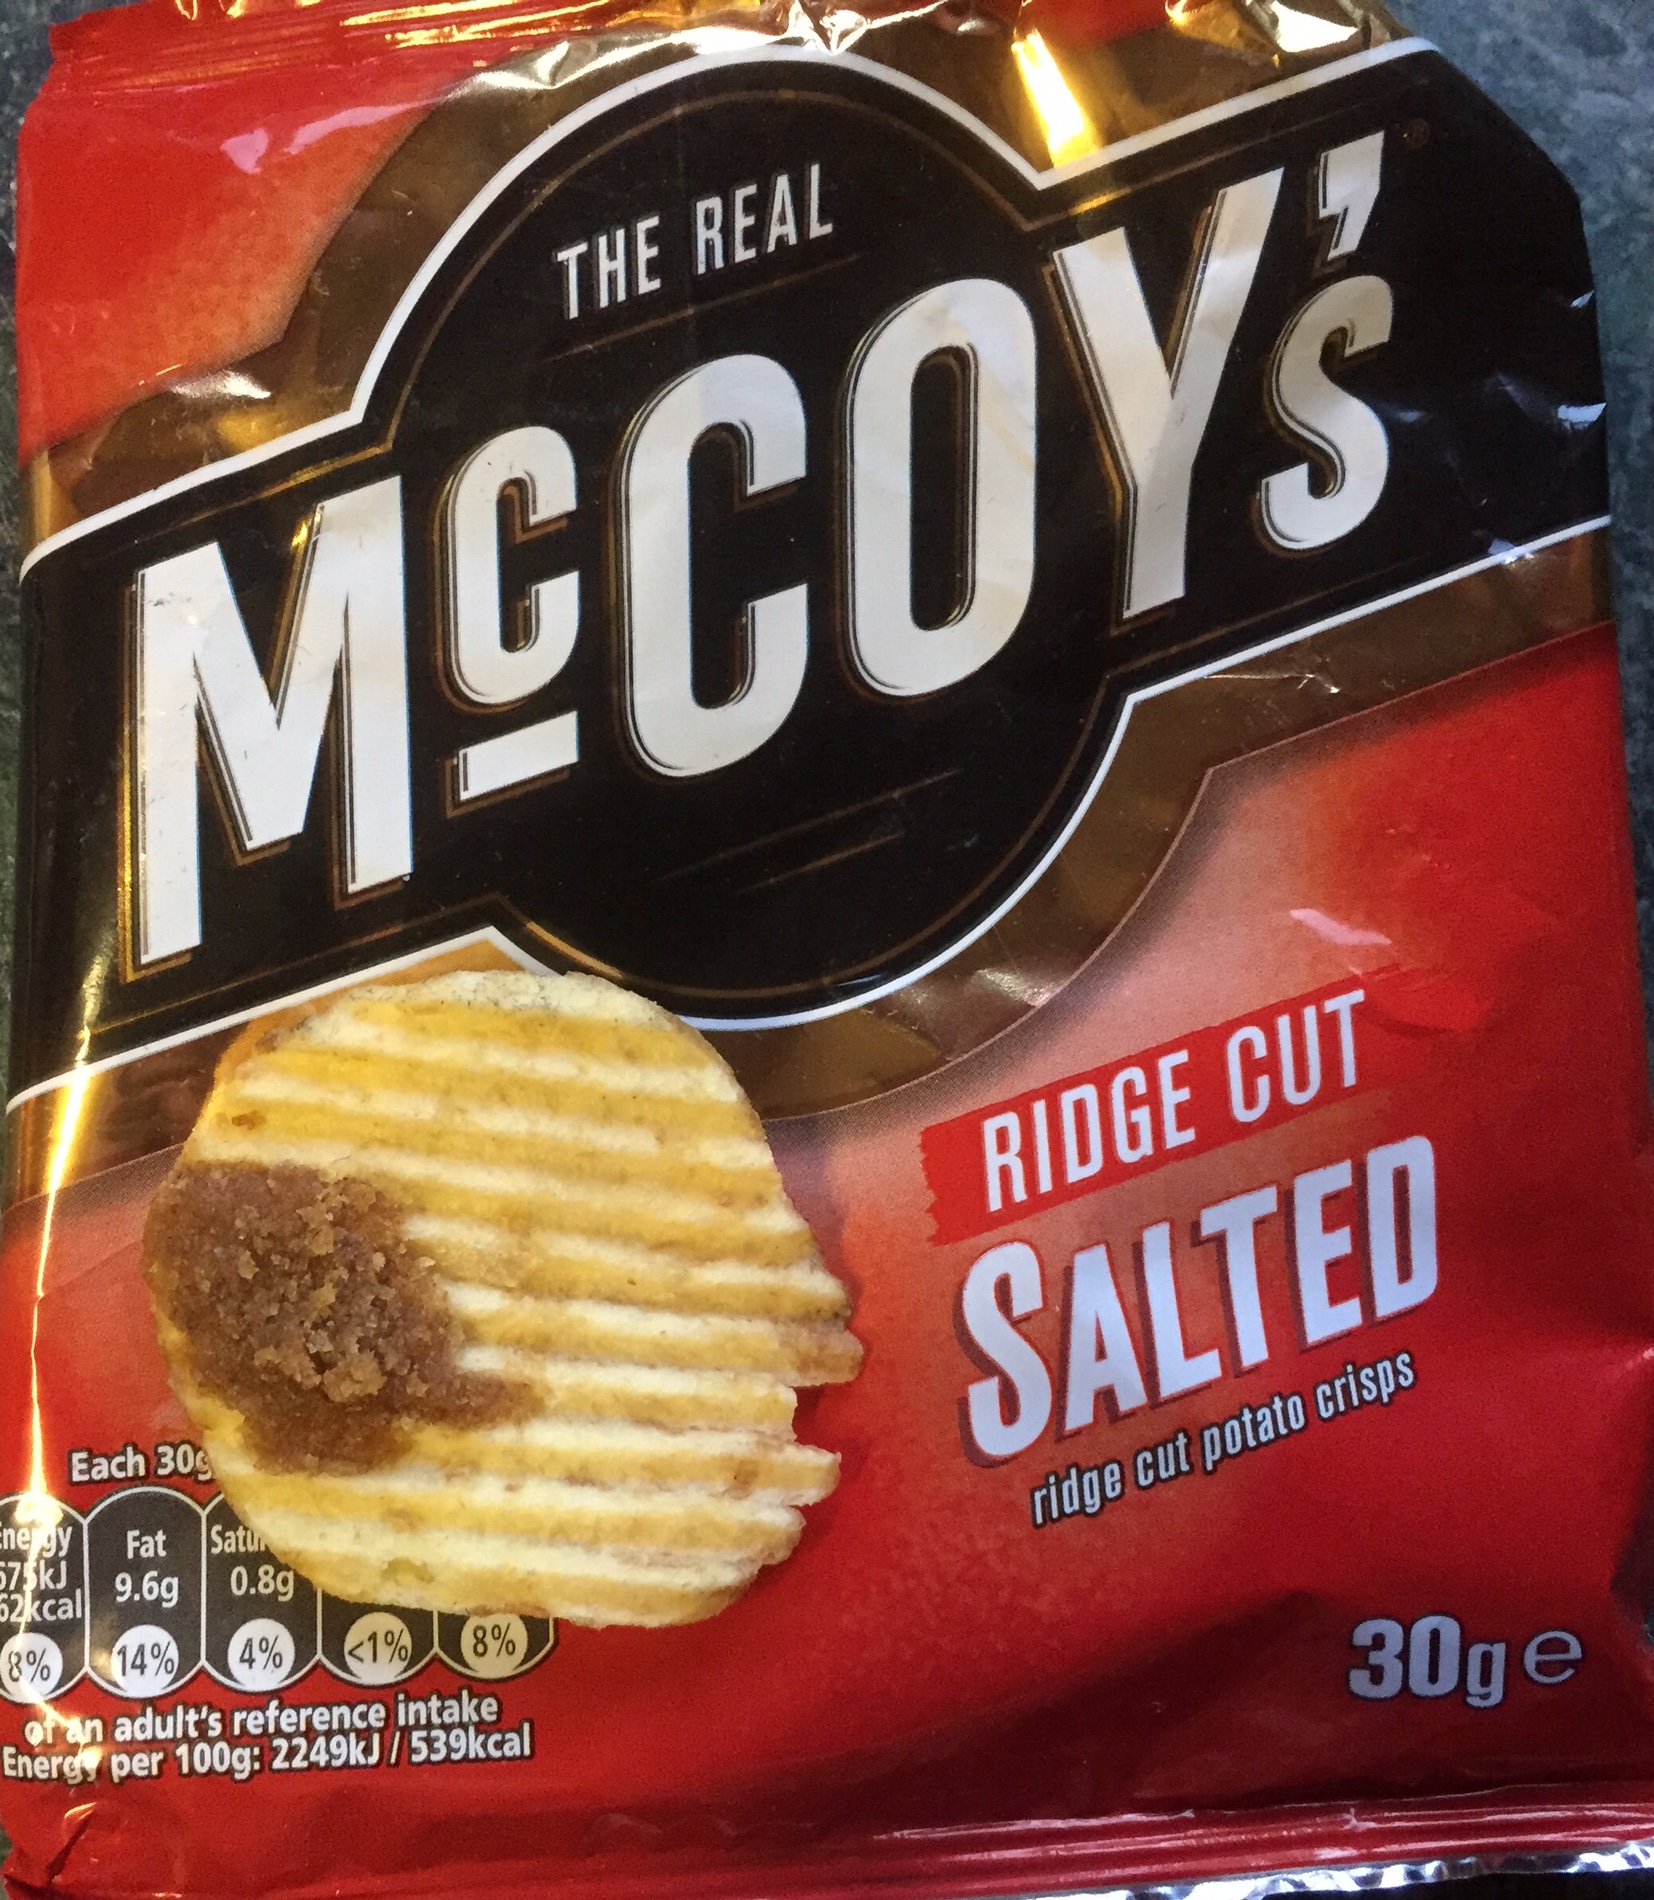 THE REAL
McCOY's
RIDGE CUT
SALTED
ridge cut potato crisps
Each 30g
Energy Fat
9.6g 0.8g
8% 14% 4% <1% 8%
of an adult's reference intake
Energy per 100g: 2249kJ / 539kcal
30g e